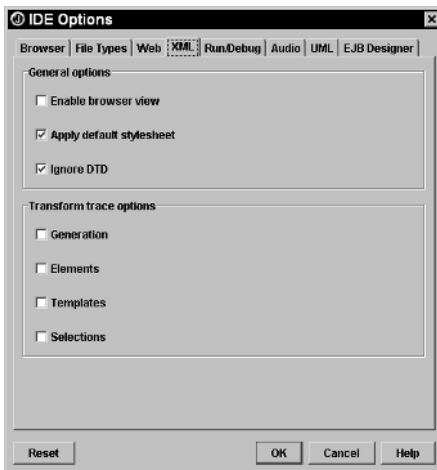 IDE Options
Browser File Types Web XML Run/Debug Audio UML EJB Designer
General options
Enable browser view
Apply default stylesheet
Ignore DTD
Transform trace options
Generation
Elements
Templates
Selections
Reset OK Cancel Help